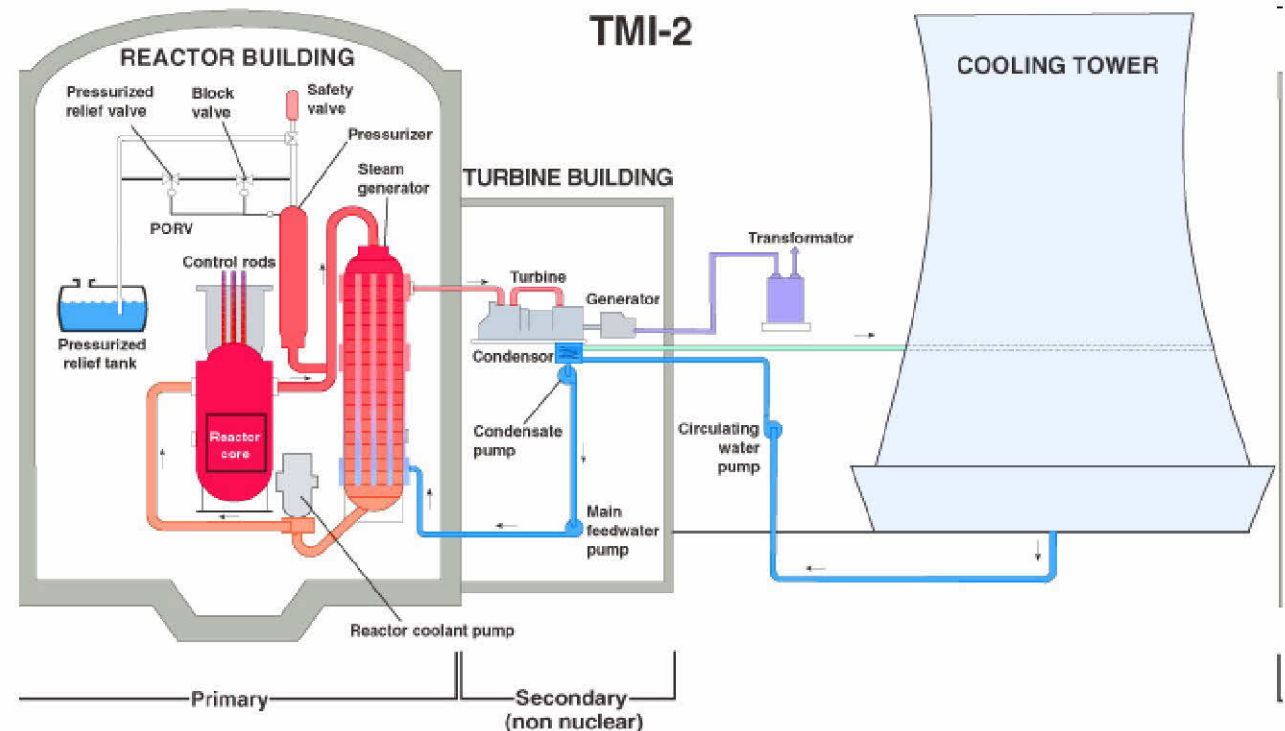 TMI-2
REACTOR BUILDING
COOLING TOWER
Pressurized
relief valve
Block
valve
Safety
valve
Pressurizer
Steam
generator
TURBINE BUILDING
PORV
Control rods
Transformator
Turbine
Generator
Pressurized
relief tank
Condensor
Reactor
core
Condensate
pump
Circulating
water
pump
Main
feedwater
pump
Reactor coolant pump
Primary
Secondary
(non nuclear)